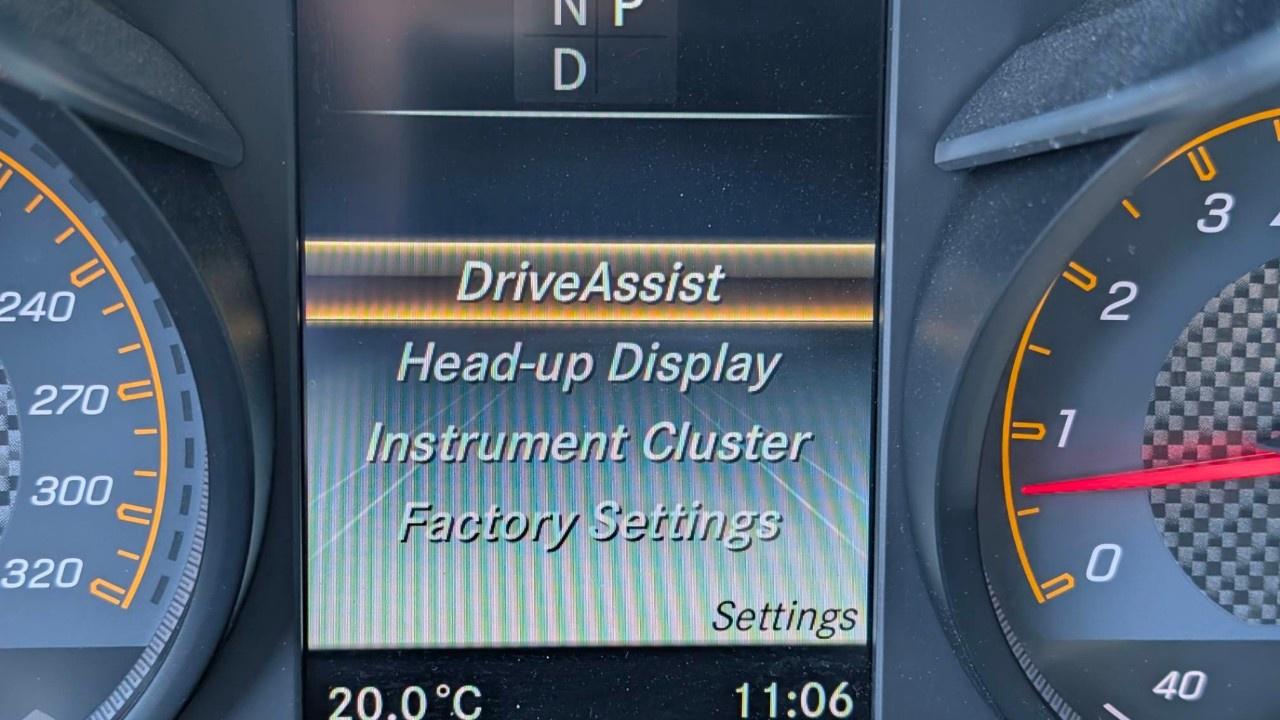 N P
D
DriveAssist
Head-up Display
Instrument Cluster
Factory Settings
Settings
20.0°C 11:06
240
270
300
320
3
2
1
0
40